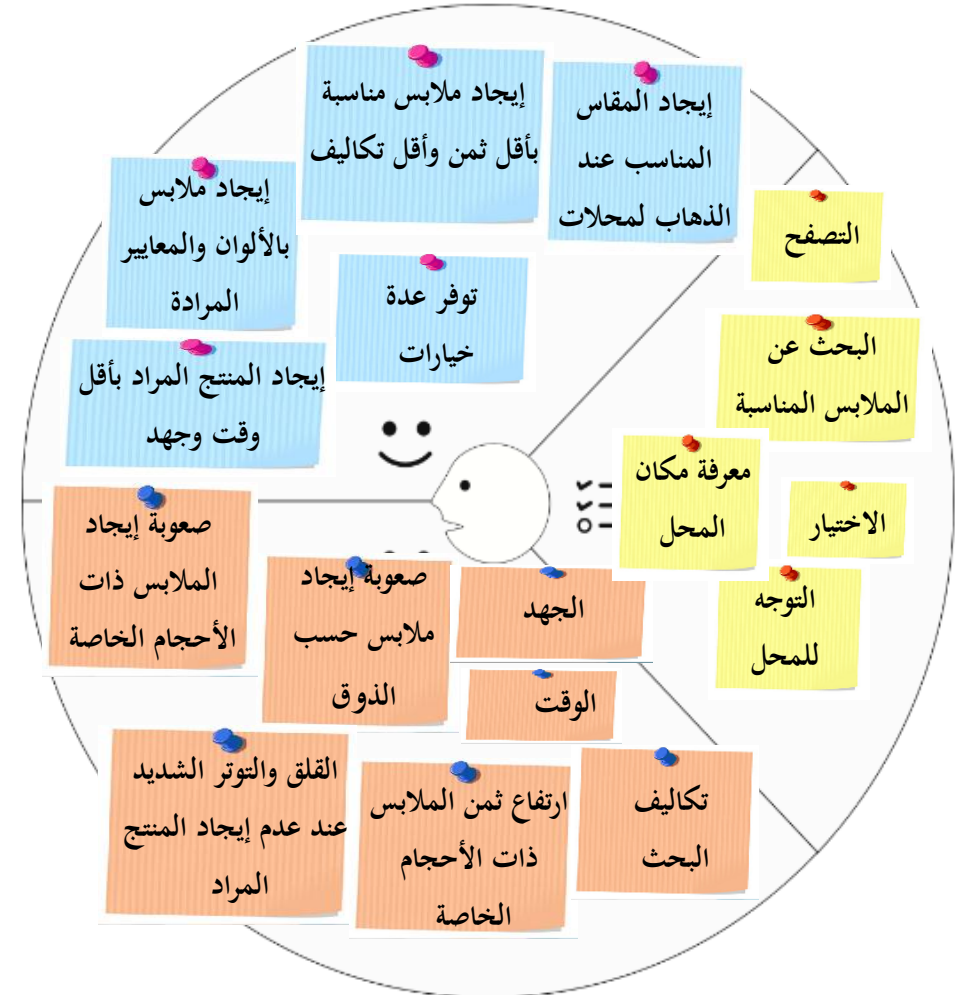 إيجاد المقاس
المناسب عند
الذهاب لمحلات
إيجاد ملابس مناسبة
بأقل ثمن وأقل تكاليف
إيجاد ملابس
بالألوان والمعايير
المرادة
توفر عدة
خيارات
إيجاد المنتج المراد بأقل
وقت وجهد
التصفح
البحث عن
الملابس المناسبة
معرفة مكان
المحل
الاختيار
التوجه
للمحل
الجهد
صعوبة إيجاد
ملابس حسب
الذوق
صعوبة إيجاد
الملابس ذات
الأحجام الخاصة
الوقت
تكاليف
البحث
ارتفاع ثمن الملابس
ذات الأحجام
الخاصة
القلق والتوتر الشديد
عند عدم إيجاد المنتج
المراد